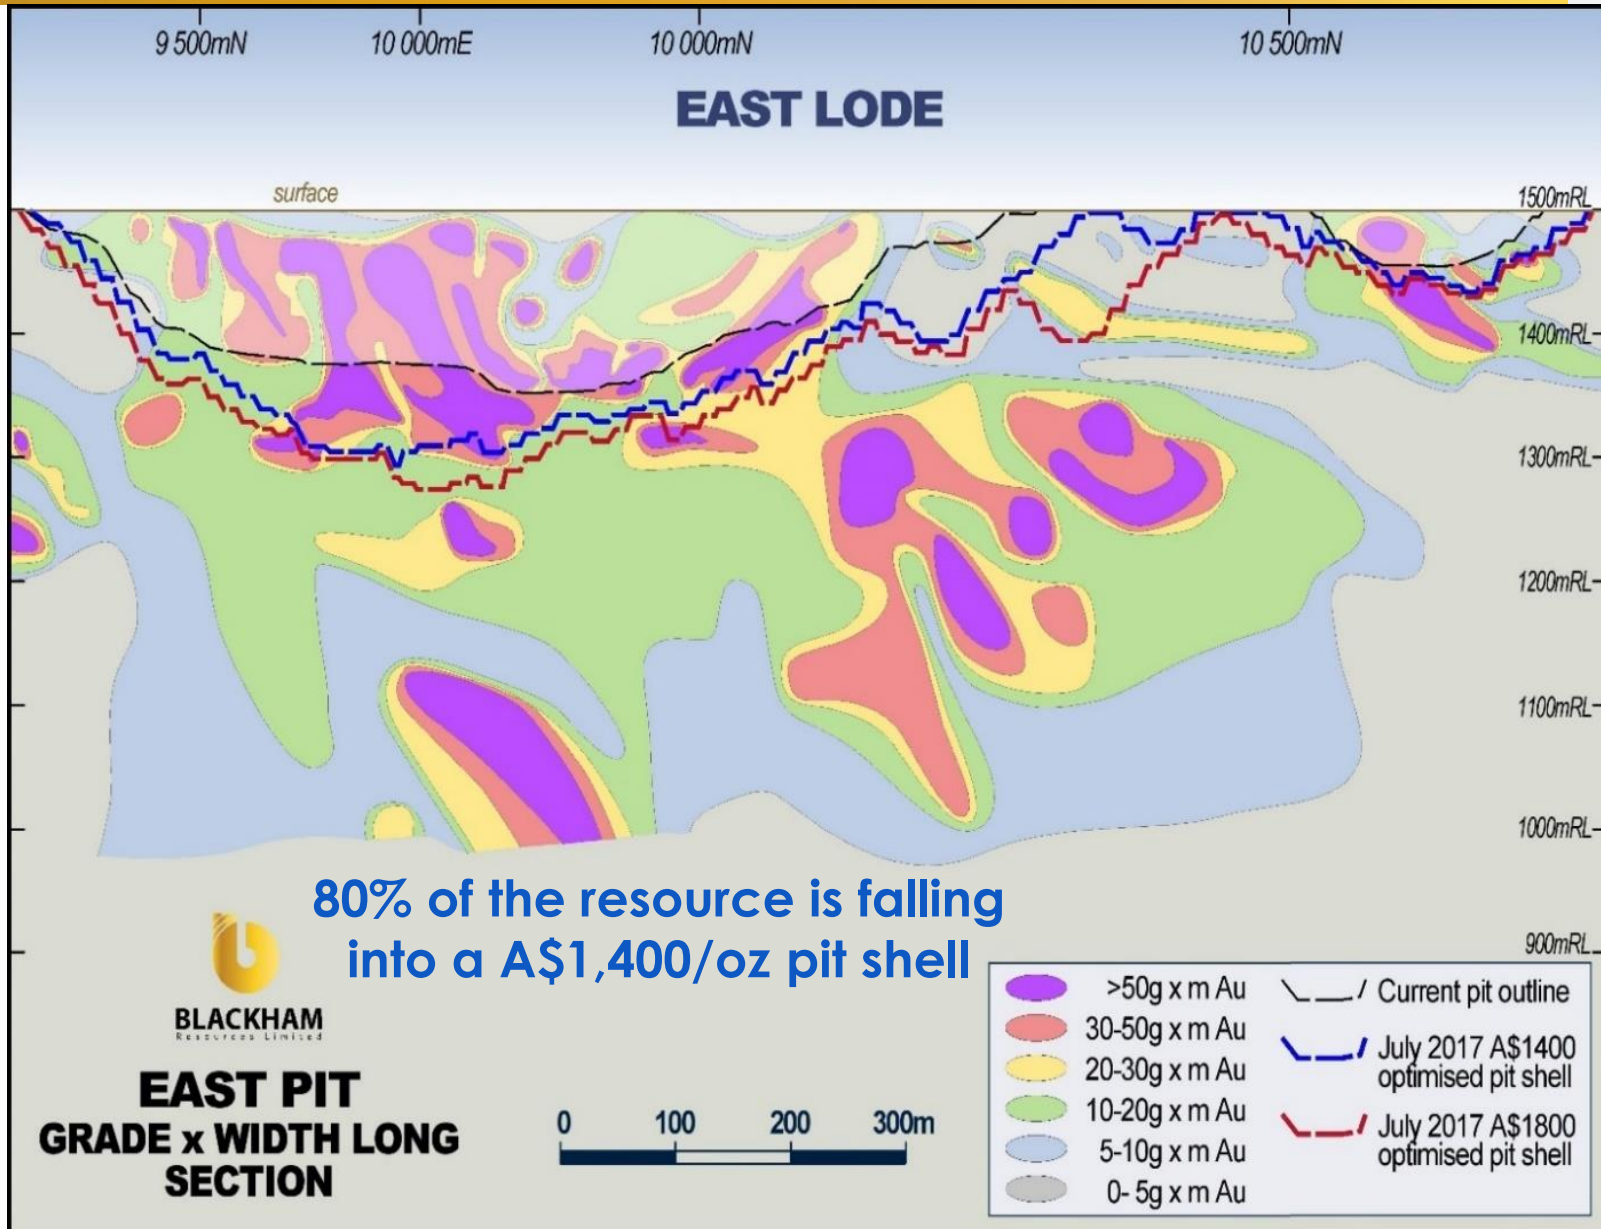 9 500mN
10 000mE
10 000mN
10 500mN
EAST LODE
surface
1500mRL
1400mRL
1300mRL
1200mRL
1100mRL
1000mRL
900mRL
80% of the resource is falling
into a A$1,400/oz pit shell
BLACKHAM
Resources Limited
EAST PIT
GRADE x WIDTH LONG
SECTION
0 100 200 300m
>50g x m Au
30-50g x m Au
20-30g x m Au
10-20g x m Au
5-10g x m Au
0- 5g x m Au
Current pit outline
July 2017 A$1400
optimised pit shell
July 2017 A$1800
optimised pit shell